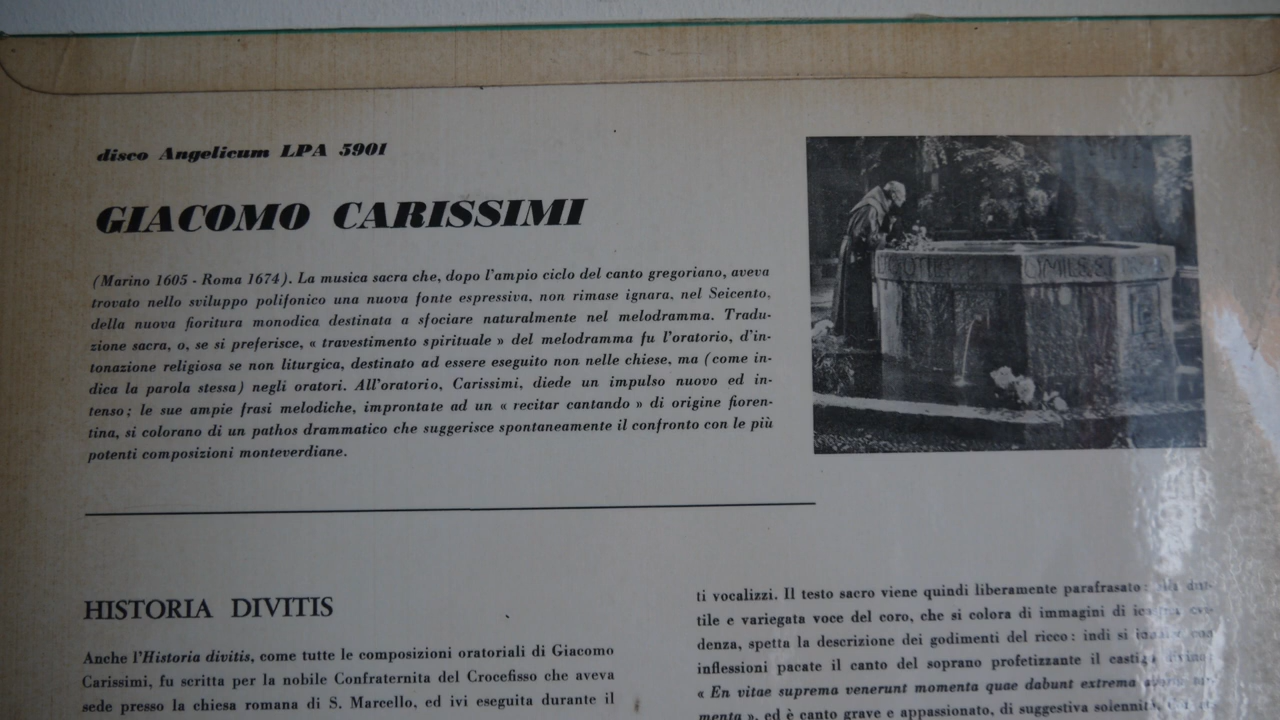 disco Angelicum LPA 5901
GIACOMO CARISSIMI
(Marino 1605 - Roma 1674). La musica sacra che, dopo l'ampio ciclo del canto gregoriano, aveva
trovato nello sviluppo polifonico una nuova fonte espressiva, non rimase ignara, nel Seicento,
della nuova fioritura monodica destinata a sfociare naturalmente nel melodramma. Tradu-
zione sacra, o, se si preferisce, « travestimento spirituale » del melodramma fu l'oratorio, d'in-
tonazione religiosa se non liturgica, destinato ad essere eseguito non nelle chiese, ma (come in-
dica la parola stessa) negli oratori. All'oratorio, Carissimi, diede un impulso nuovo ed in-
tenso; le sue ampie frasi melodiche, improntate ad un « recitar cantando » di origine fioren-
tina, si colorano di un pathos drammatico che suggerisce spontaneamente il confronto con le più
potenti composizioni monteverdiane.
HISTORIA DIVITIS
Anche l'Historia divitis, come tutte le composizioni oratoriali di Giacomo
Carissimi, fu scritta per la nobile Confraternita del Crocefisso che aveva
sede presso la chiesa romana di S. Marcello, ed ivi eseguita durante il
ti vocalizzi. Il testo sacro viene quindi liberamente parafrasato:
tile e variegata voce del coro, che si colora di immagini di
denza, spetta la descrizione dei godimenti del ricco: indi si
inflessioni pacate il canto del soprano profetizzante il
« En vitae suprema venerunt momenta quae dabunt extrema
menta », ed è canto grave e appassionato, di suggestiva